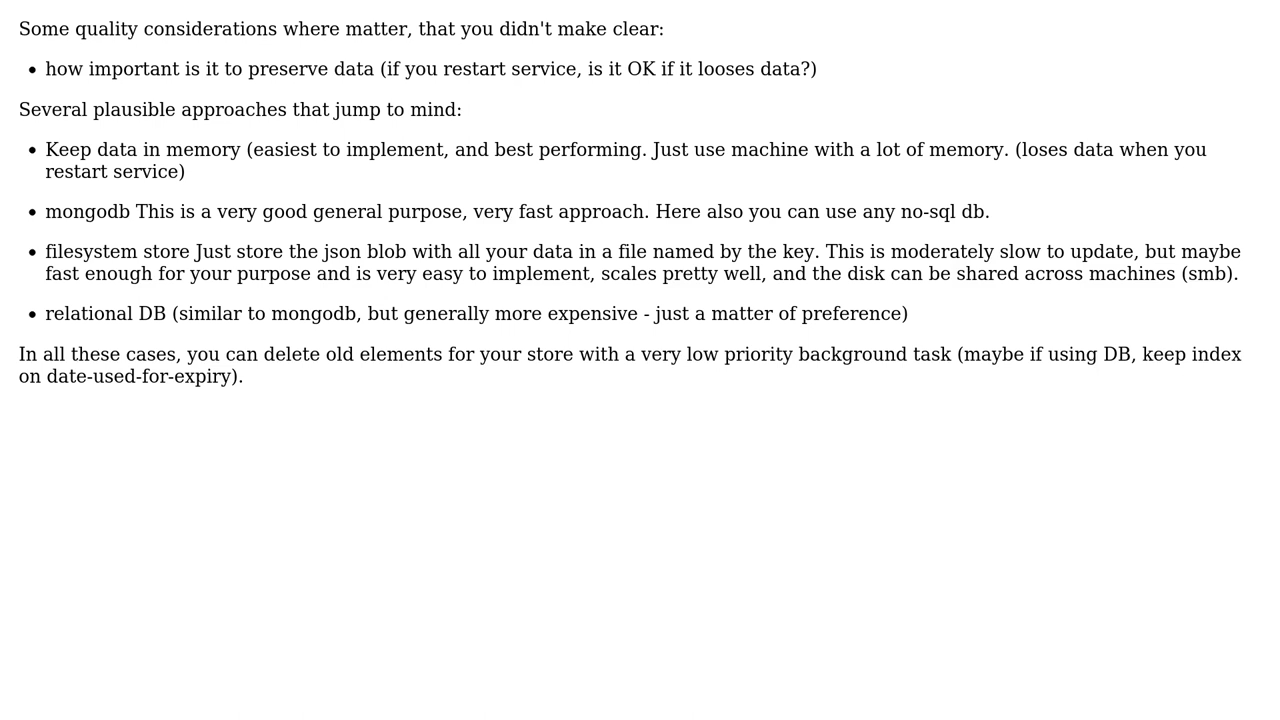 Some quality considerations where matter, that you didn't make clear:
• how important is it to preserve data (if you restart service, is it OK if it looses data?)
Several plausible approaches that jump to mind:
• Keep data in memory (easiest to implement, and best performing. Just use machine with a lot of memory. (loses data when you
restart service)
• mongodb This is a very good general purpose, very fast approach. Here also you can use any no-sql db.
• filesystem store Just store the json blob with all your data in a file named by the key. This is moderately slow to update, but maybe
fast enough for your purpose and is very easy to implement, scales pretty well, and the disk can be shared across machines (smb).
• relational DB (similar to mongodb, but generally more expensive - just a matter of preference)
In all these cases, you can delete old elements for your store with a very low priority background task (maybe if using DB, keep index
on date-used-for-expiry).